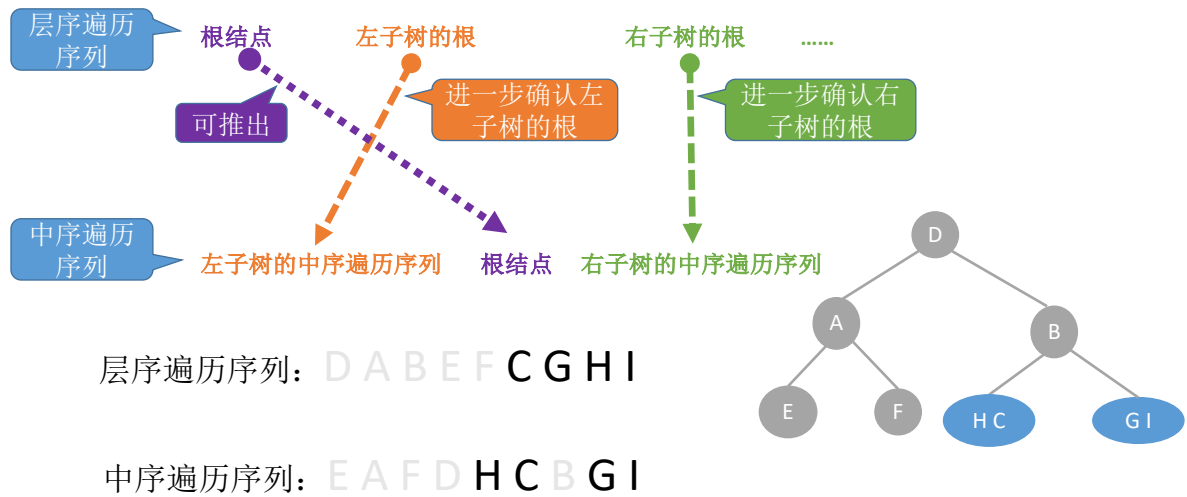 层序遍历
序列
根结点
左子树的根
右子树的根
......
可推出
进一步确认左
子树的根
进一步确认右
子树的根
中序遍历
序列
左子树的中序遍历序列
根结点
右子树的中序遍历序列
D
A
B
E
F
H C
G I
层序遍历序列：D A B E F C G H I
中序遍历序列：E A F D H C B G I